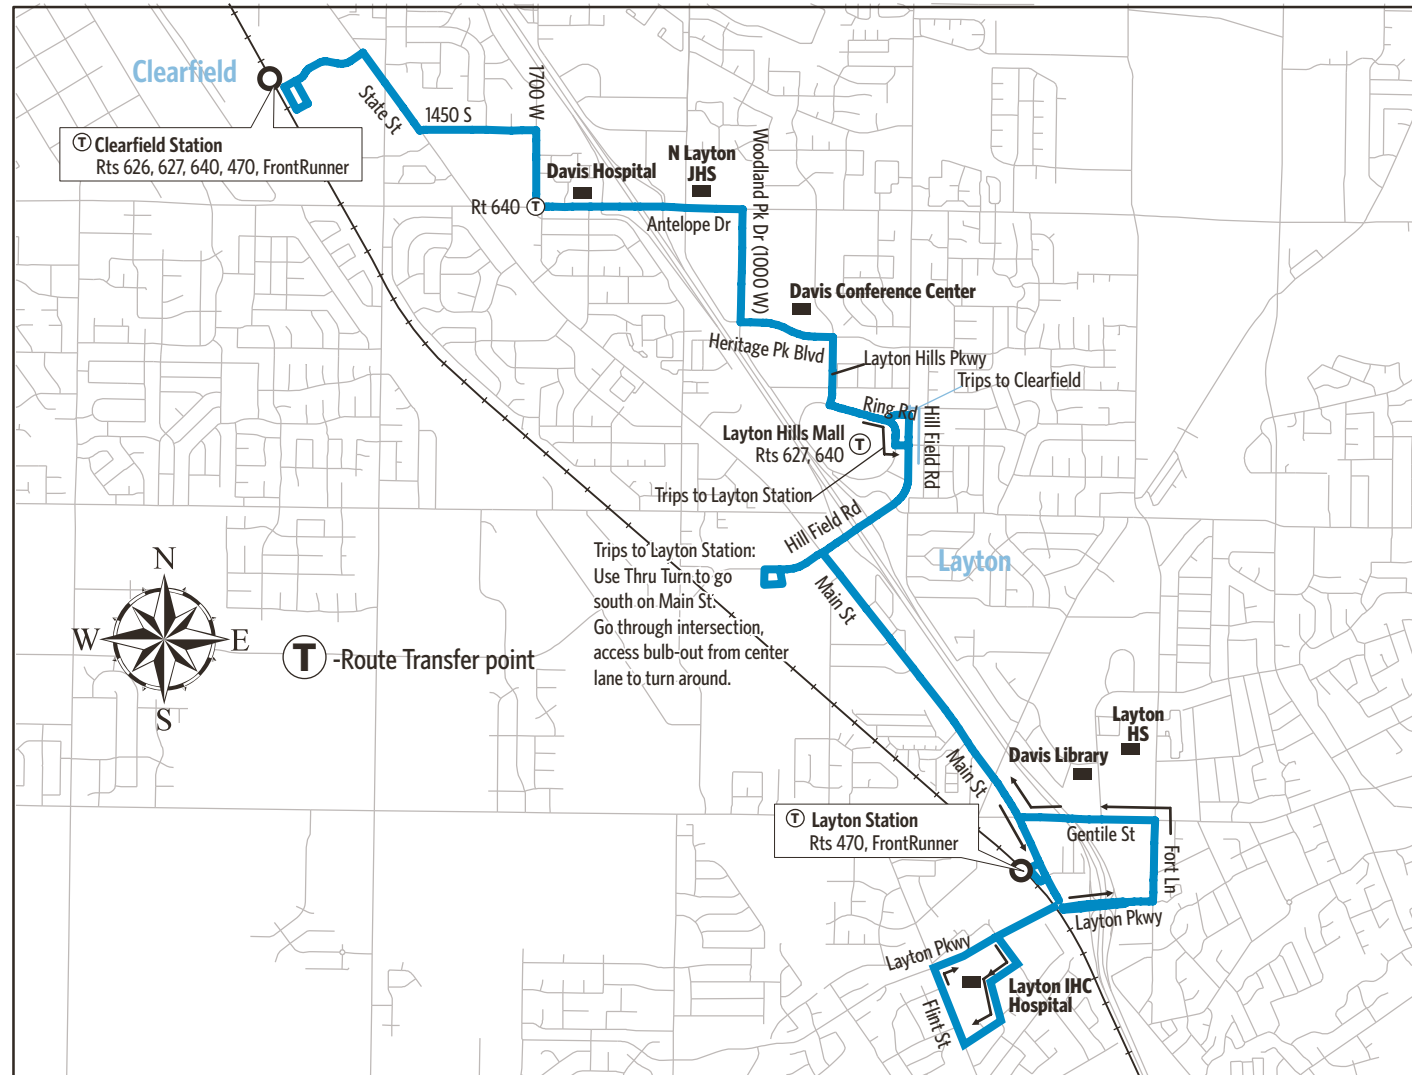 Clearfield
T Clearfield Station
Rts 626, 627, 640, 470, FrontRunner
State St
1450 S
1700 W
Davis Hospital
N Layton
JHS
Rt 640 T
Antelope Dr
Woodland Pk Dr (1000 W)
Davis Conference Center
Heritage Pk Blvd
Layton Hills Pkwy
Trips to Clearfield
Ring Rd
Hill Field Rd
Layton Hills Mall
Rts 627, 640
T
Trips to Layton Station
Hill Field Rd
Layton
Trips to Layton Station:
Use Thru Turn to go
south on Main St.
Go through intersection,
access bulb-out from center
lane to turn around.
Main St
N
W
E
S
T -Route Transfer point
Layton
HS
Davis Library
Main St
T Layton Station
Rts 470, FrontRunner
Gentile St
Fort Ln
Layton Pkwy
Layton Pkwy
Layton IHC
Hospital
Flint St